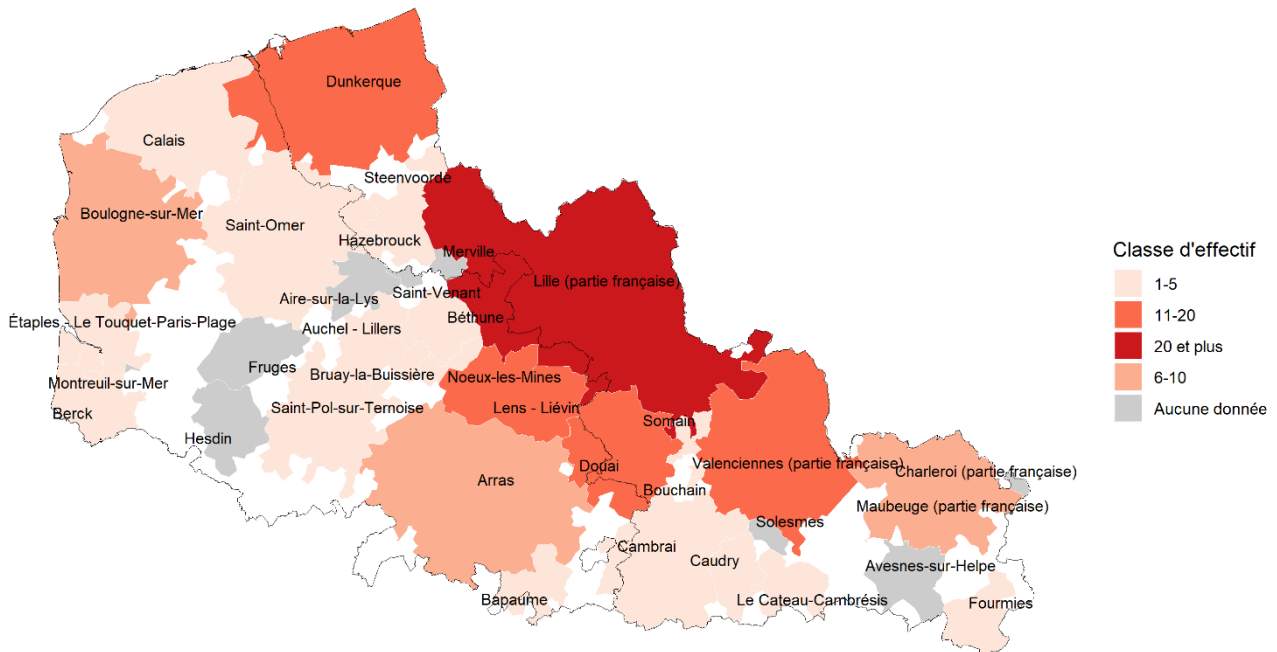 Dunkerque
Calais
Steenvoorde
Boulogne-sur-Mer
Saint-Omer
Hazebrouck
Merville
Lille (partie française)
Aire-sur-la-Lys
Saint-Venant
Étaples - Le Touquet-Paris-Plage
Auchel - Lillers
Béthune
Fruges
Bruay-la-Buissière
Noeux-les-Mines
Montreuil-sur-Mer
Berck
Saint-Pol-sur-Ternoise
Lens - Liévin
Hesdin
Somain
Douai
Valenciennes (partie française)
Charleroi (partie française)
Arras
Bouchain
Maubeuge (partie française)
Solesmes
Cambrai
Caudry
Avesnes-sur-Helpe
Bapaume
Le Cateau-Cambrésis
Fourmies
Classe d'effectif
1-5
11-20
20 et plus
6-10
Aucune donnée